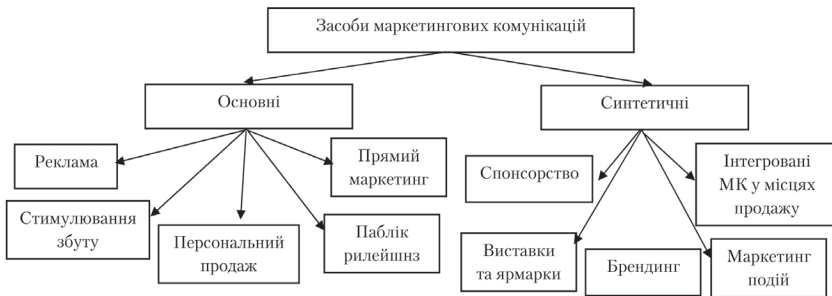 Засоби маркетингових комунікацій
Основні
Синтетичні
Реклама
Прямий
маркетинг
Стимулювання
збуту
Персональний
продаж
Паблік
рилейшнз
Спонсорство
Інтегровані
МК у місцях
продажу
Виставки
та ярмарки
Брендинг
Маркетинг
подій